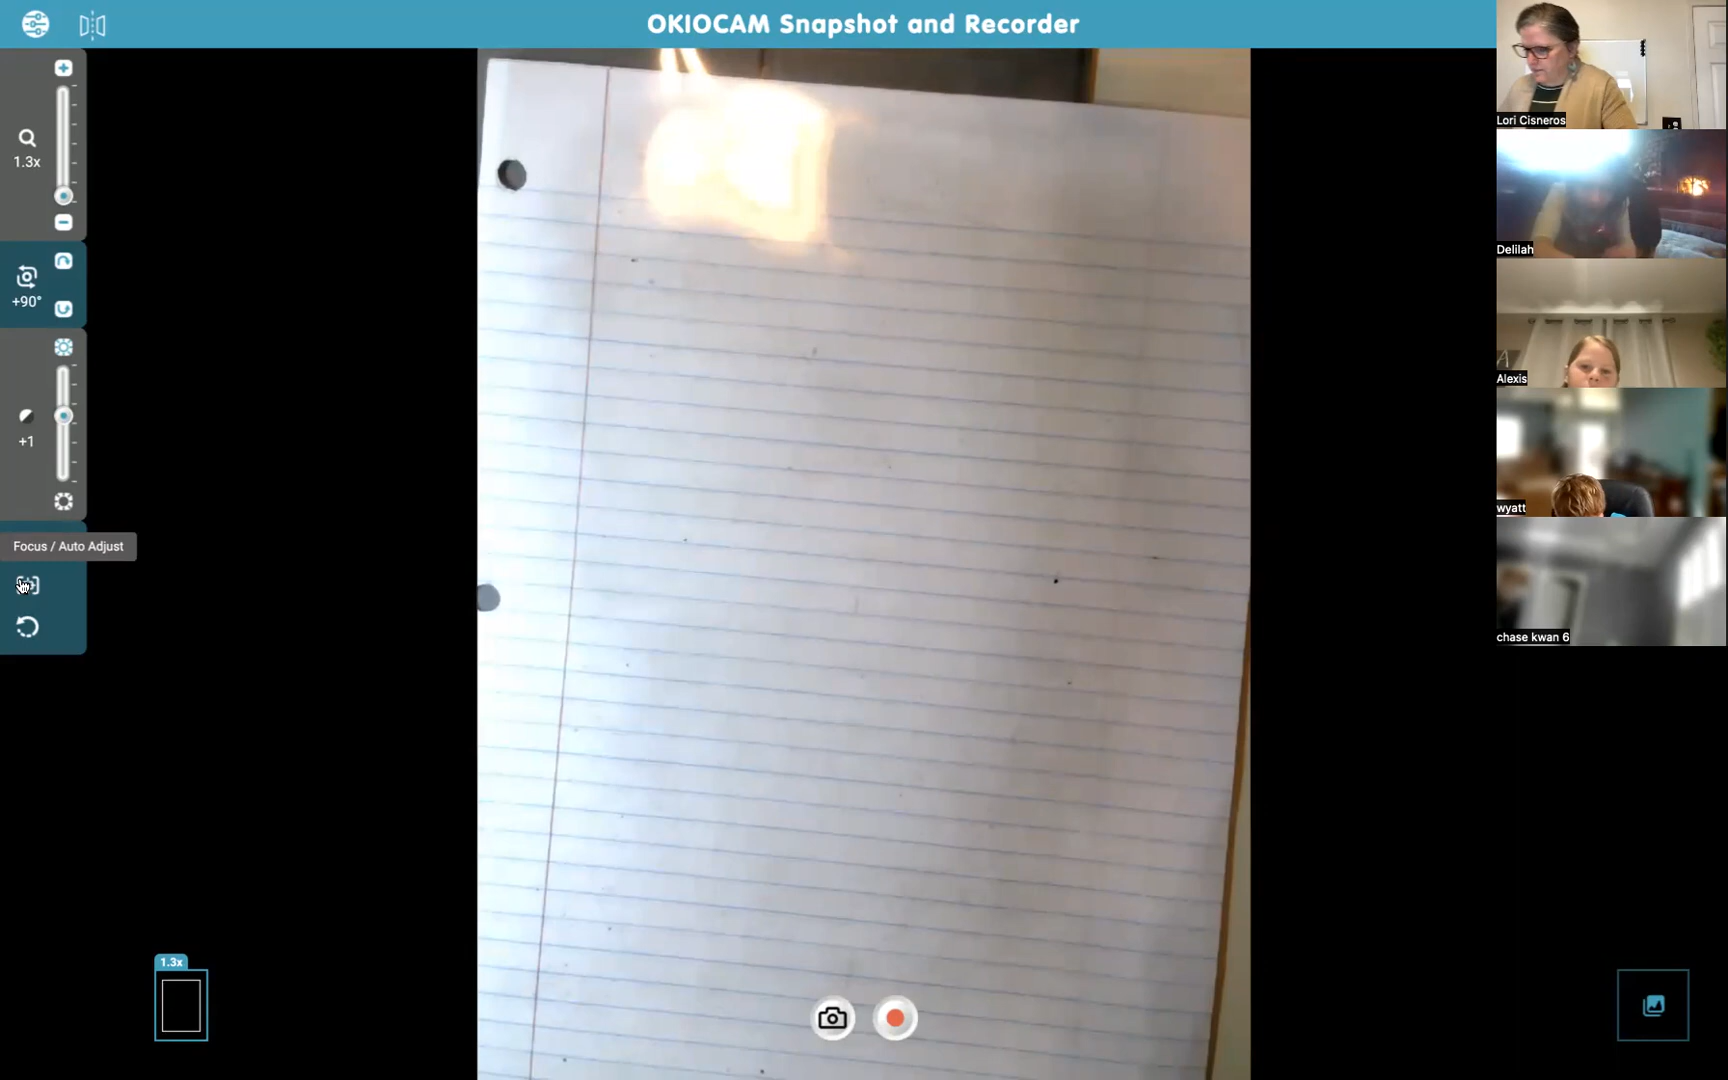 OKIOCAM Snapshot and Recorder
1.3x
+90°
+1
Focus / Auto Adjust
1.3x
Lori Cisneros
Delilah
Alexis
A
wyatt
chase kwan 6